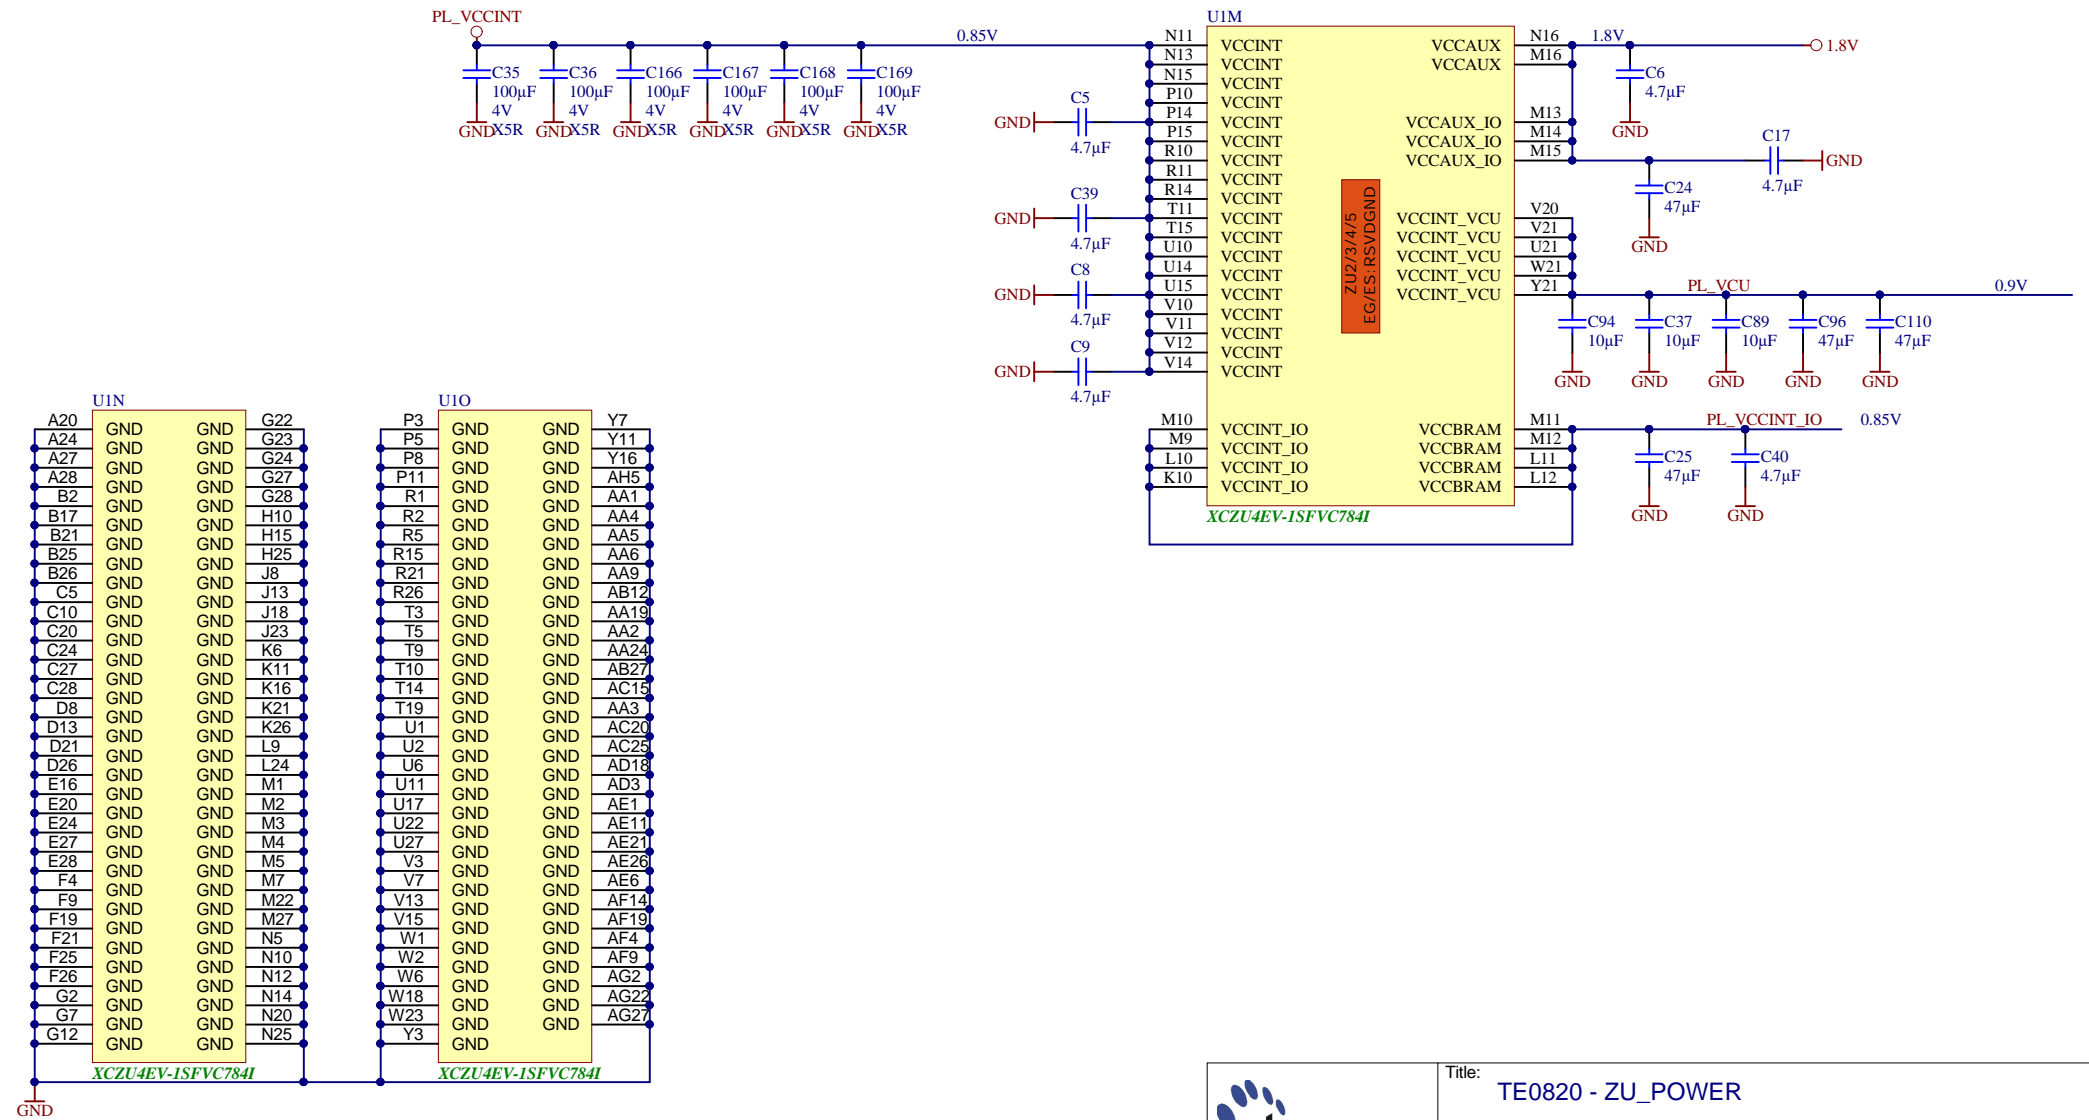 PL_VCCINT
0.85V
C35
100µF
4V
X5R
GND
C36
100µF
4V
X5R
GND
C166
100µF
4V
X5R
GND
C167
100µF
4V
X5R
GND
C168
100µF
4V
X5R
GND
C169
100µF
4V
X5R
GND
GND C5
4.7µF
GND C39
4.7µF
GND C8
4.7µF
GND C9
4.7µF
U1M
N11 VCCINT VCCAUX N16 1.8V 1.8V
N13 VCCINT VCCAUX M16
N15 VCCINT
P10 VCCINT
P14 VCCINT VCCAUX_IO M13
P15 VCCINT VCCAUX_IO M14
R10 VCCINT VCCAUX_IO M15
R11 VCCINT
R14 VCCINT
T11 VCCINT VCCINT_VCU V20
T15 VCCINT VCCINT_VCU V21
U10 VCCINT VCCINT_VCU U21
U14 VCCINT VCCINT_VCU W21
U15 VCCINT VCCINT_VCU Y21
V10 VCCINT
V11 VCCINT
V12 VCCINT
V14 VCCINT
M10 VCCINT_IO VCCBRAM M11
M9 VCCINT_IO VCCBRAM M12
L10 VCCINT_IO VCCBRAM L11
K10 VCCINT_IO VCCBRAM L12
ZU2/3/4/5
EG/ES:RSVDGND
XCZU4EV-1SFVC784I
C6
4.7µF
GND
C17
4.7µF
GND
C24
47µF
GND
PL_VCU 0.9V
C94
10µF
GND
C37
10µF
GND
C89
10µF
GND
C96
47µF
GND
C110
47µF
GND
PL_VCCINT_IO 0.85V
C25
47µF
GND
C40
4.7µF
GND
U1N
A20 GND GND G22
A24 GND GND G23
A27 GND GND G24
A28 GND GND G27
B2 GND GND G28
B17 GND GND H10
B21 GND GND H15
B25 GND GND H25
B26 GND GND J8
C5 GND GND J13
C10 GND GND J18
C20 GND GND J23
C24 GND GND K6
C27 GND GND K11
C28 GND GND K16
D8 GND GND K21
D13 GND GND K26
D21 GND GND L9
D26 GND GND L24
E16 GND GND M1
E20 GND GND M2
E24 GND GND M3
E27 GND GND M4
E28 GND GND M5
F4 GND GND M7
F9 GND GND M22
F19 GND GND M27
F21 GND GND N5
F25 GND GND N10
F26 GND GND N12
G2 GND GND N14
G7 GND GND N20
G12 GND GND N25
XCZU4EV-1SFVC784I
GND
U1O
P3 GND GND Y7
P5 GND GND Y11
P8 GND GND Y16
P11 GND GND AH5
R1 GND GND AA1
R2 GND GND AA4
R5 GND GND AA5
R15 GND GND AA6
R21 GND GND AA9
R26 GND GND AB12
T3 GND GND AA19
T5 GND GND AA2
T9 GND GND AA24
T10 GND GND AB27
T14 GND GND AC15
T19 GND GND AA3
U1 GND GND AC20
U2 GND GND AC25
U6 GND GND AD18
U11 GND GND AD3
U17 GND GND AE1
U22 GND GND AE11
U27 GND GND AE21
V3 GND GND AE26
V7 GND GND AE6
V13 GND GND AF14
V15 GND GND AF19
W1 GND GND AF4
W2 GND GND AF9
W6 GND GND AG2
W18 GND GND AG22
W23 GND GND AG27
Y3 GND
XCZU4EV-1SFVC784I
Title:
TE0820 - ZU_POWER